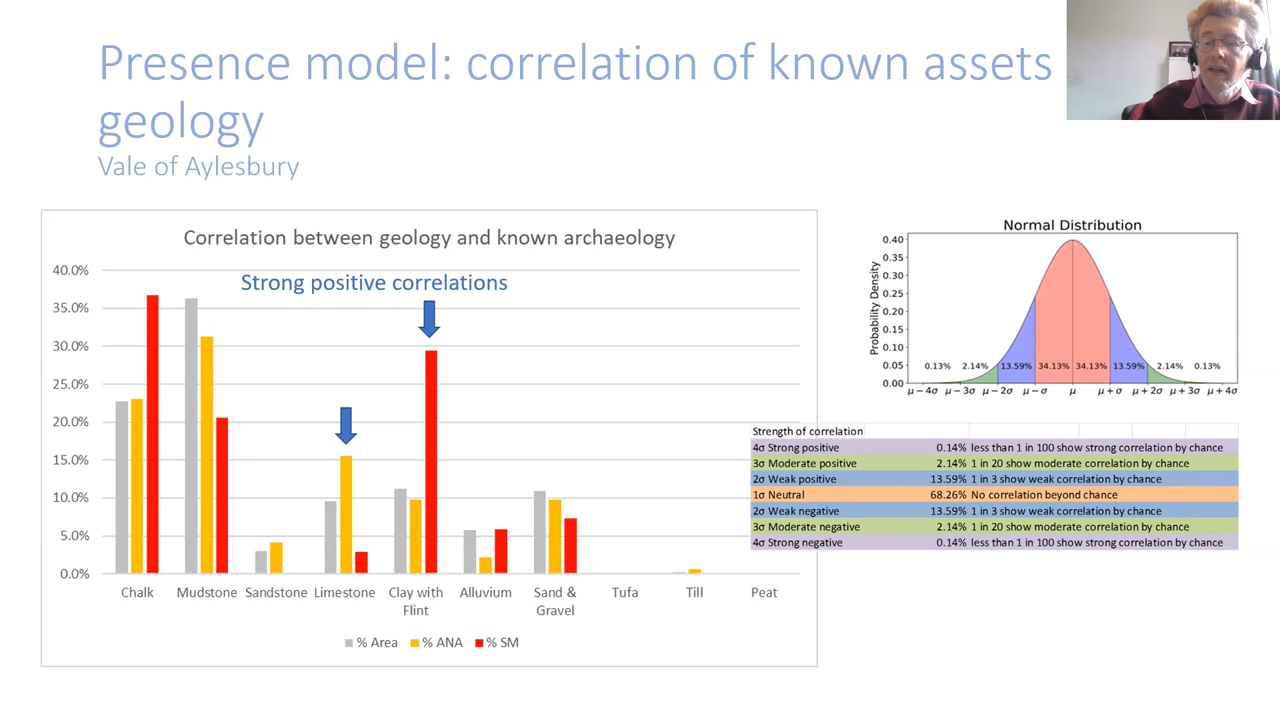 Presence model: correlation of known assets
geology
Vale of Aylesbury
Correlation between geology and known archaeology
Strong positive correlations
40.0%
35.0%
30.0%
25.0%
20.0%
15.0%
10.0%
5.0%
0.0%
Chalk Mudstone Sandstone Limestone Clay with Flint Alluvium Sand & Gravel Tufa Till Peat
% Area % ANA % SM
Normal Distribution
Probability Density
0.40
0.35
0.30
0.25
0.20
0.15
0.10
0.05
0.00
0.13% 2.14% 13.59% 34.13% 34.13% 13.59% 2.14% 0.13%
μ − 4σ μ − 3σ μ − 2σ μ − σ μ μ + σ μ + 2σ μ + 3σ μ + 4σ
Strength of correlation
4σ Strong positive 0.14% less than 1 in 100 show strong correlation by chance
3σ Moderate positive 2.14% 1 in 20 show moderate correlation by chance
2σ Weak positive 13.59% 1 in 3 show weak correlation by chance
1σ Neutral 68.26% No correlation beyond chance
2σ Weak negative 13.59% 1 in 3 show weak correlation by chance
3σ Moderate negative 2.14% 1 in 20 show moderate correlation by chance
4σ Strong negative 0.14% less than 1 in 100 show strong correlation by chance